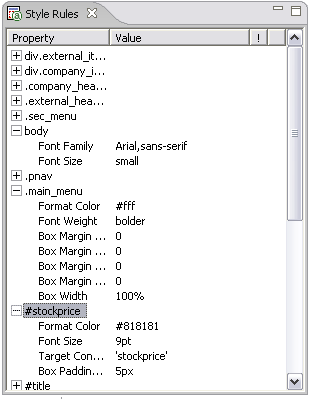 Style Rules
Property Value !
div.external_it...
div.company_i...
.company_hea...
.external_hea...
.sec_menu
body
Font Family Arial,sans-serif
Font Size small
.pnav
.main_menu
Format Color #fff
Font Weight bolder
Box Margin ... 0
Box Margin ... 0
Box Margin ... 0
Box Margin ... 0
Box Width 100%
#stockprice
Format Color #818181
Font Size 9pt
Target Con... 'stockprice'
Box Paddin... 5px
#title